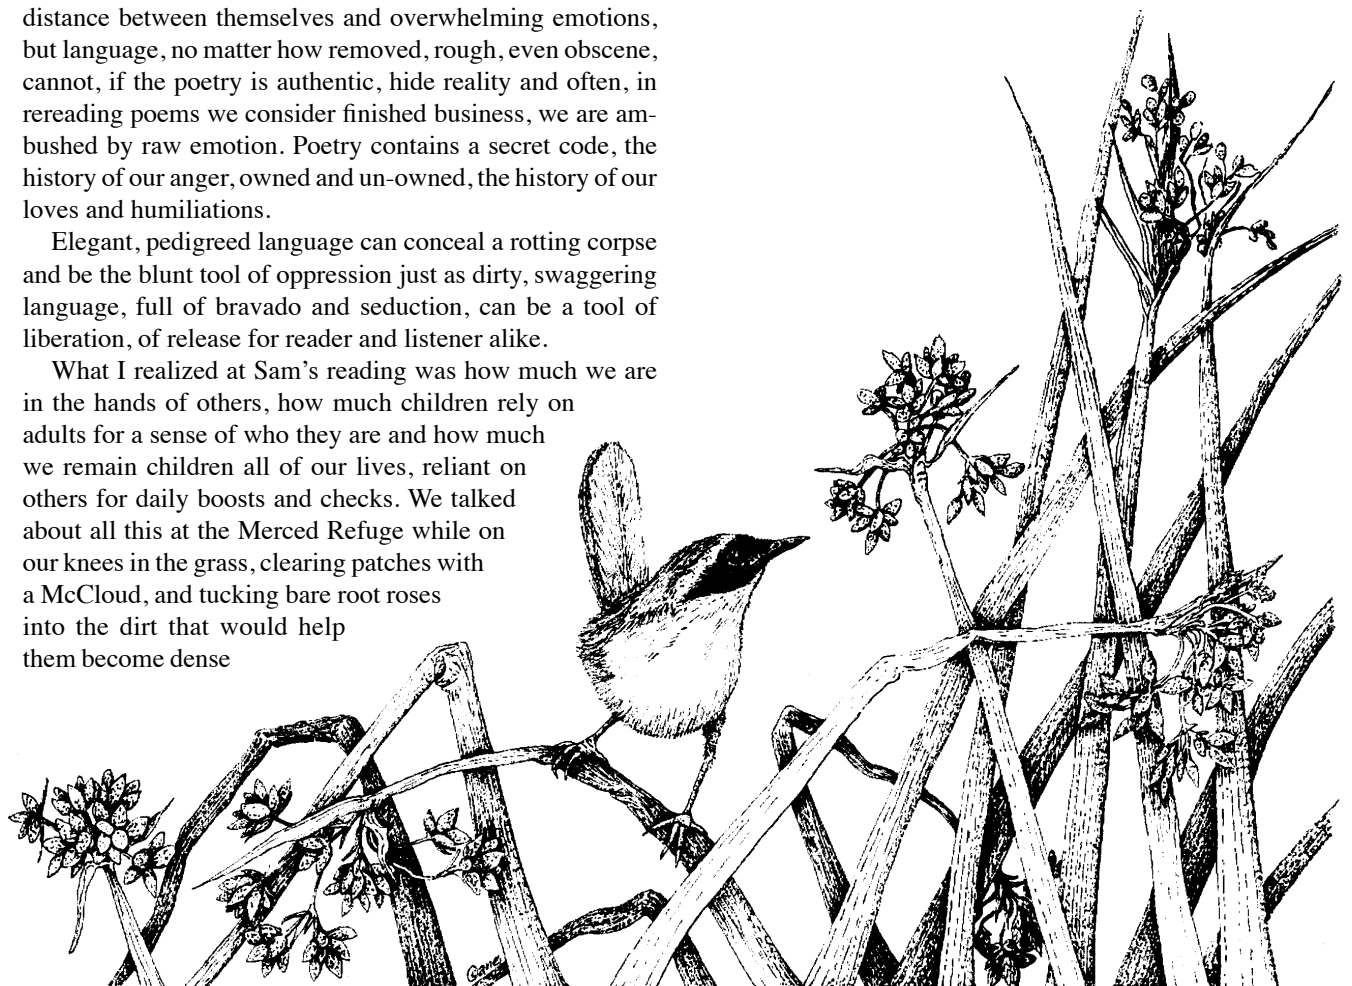 distance between themselves and overwhelming emotions,
but language, no matter how removed, rough, even obscene,
cannot, if the poetry is authentic, hide reality and often, in
rereading poems we consider finished business, we are am-
bushed by raw emotion. Poetry contains a secret code, the
history of our anger, owned and un-owned, the history of our
loves and humiliations.
Elegant, pedigreed language can conceal a rotting corpse
and be the blunt tool of oppression just as dirty, swaggering
language, full of bravado and seduction, can be a tool of
liberation, of release for reader and listener alike.
What I realized at Sam’s reading was how much we are
in the hands of others, how much children rely on
adults for a sense of who they are and how much
we remain children all of our lives, reliant on
others for daily boosts and checks. We talked
about all this at the Merced Refuge while on
our knees in the grass, clearing patches with
a McCloud, and tucking bare root roses
into the dirt that would help
them become dense